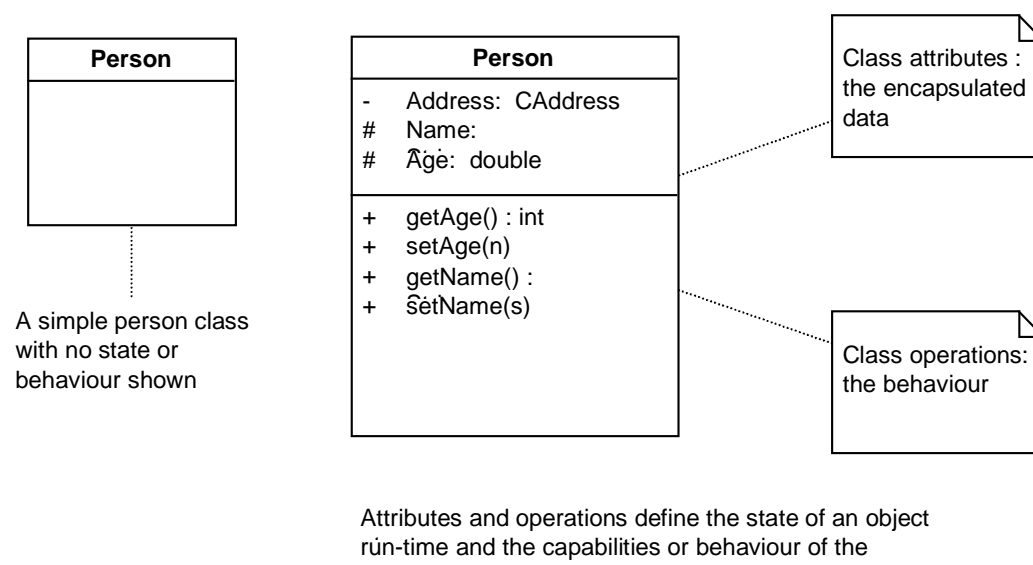 Person
A simple person class
with no state or
behaviour shown
Person
- Address: CAddress
# Name:
# Age: double
+ getAge() : int
+ setAge(n)
+ getName() :
+ setName(s)
Class attributes :
the encapsulated
data
Class operations:
the behaviour
Attributes and operations define the state of an object
run-time and the capabilities or behaviour of the